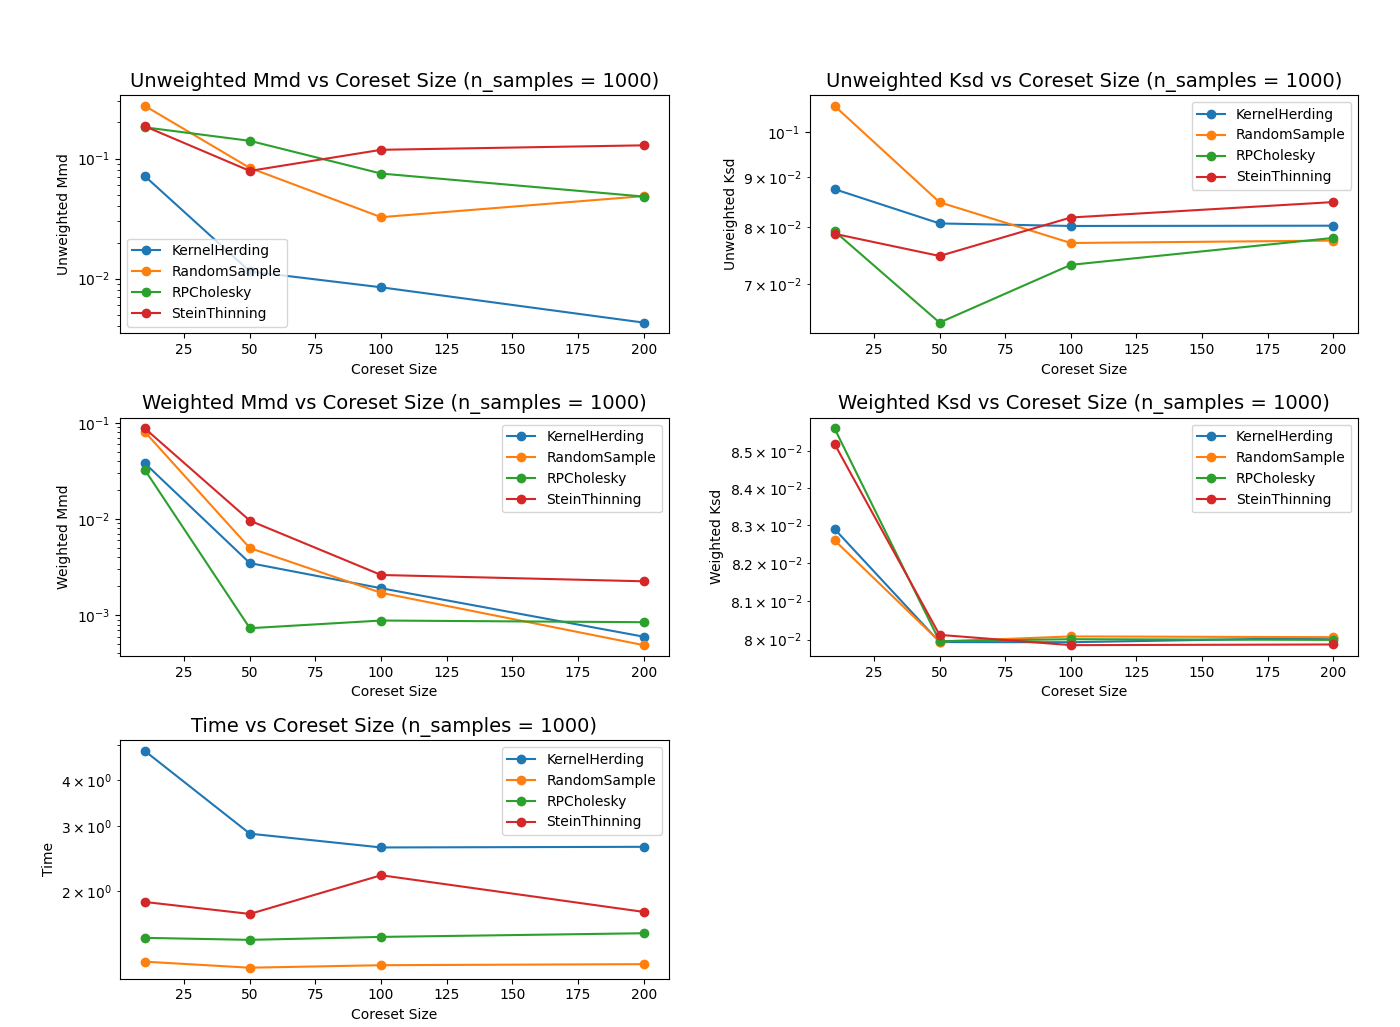 Unweighted Mmd vs Coreset Size (n_samples = 1000)
Unweighted Mmd
10⁻¹
10⁻²
KernelHerding
RandomSample
RPCholesky
SteinThinning
25 50 75 100 125 150 175 200
Coreset Size
Unweighted Ksd vs Coreset Size (n_samples = 1000)
Unweighted Ksd
10⁻¹
9 × 10⁻²
8 × 10⁻²
7 × 10⁻²
KernelHerding
RandomSample
RPCholesky
SteinThinning
25 50 75 100 125 150 175 200
Coreset Size
Weighted Mmd vs Coreset Size (n_samples = 1000)
Weighted Mmd
10⁻¹
10⁻²
10⁻³
KernelHerding
RandomSample
RPCholesky
SteinThinning
25 50 75 100 125 150 175 200
Coreset Size
Weighted Ksd vs Coreset Size (n_samples = 1000)
Weighted Ksd
8.5 × 10⁻²
8.4 × 10⁻²
8.3 × 10⁻²
8.2 × 10⁻²
8.1 × 10⁻²
8 × 10⁻²
KernelHerding
RandomSample
RPCholesky
SteinThinning
25 50 75 100 125 150 175 200
Coreset Size
Time vs Coreset Size (n_samples = 1000)
Time
4 × 10⁰
3 × 10⁰
2 × 10⁰
KernelHerding
RandomSample
RPCholesky
SteinThinning
25 50 75 100 125 150 175 200
Coreset Size